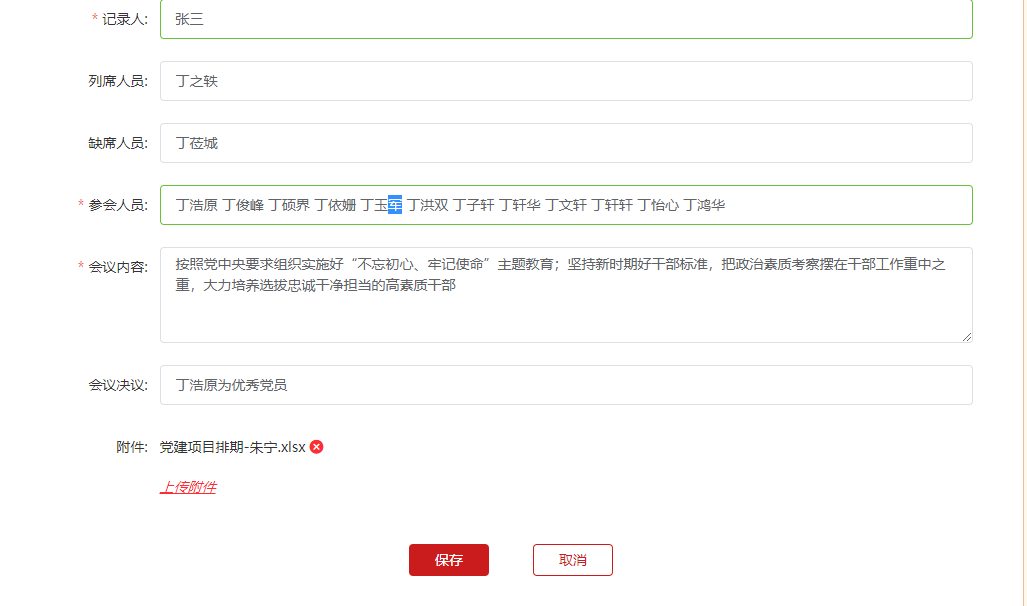 * 记录人: 张三
列席人员: 丁之轶
缺席人员: 丁莅城
* 参会人员: 丁浩原 丁俊峰 丁硕界 丁依姗 丁玉军 丁洪双 丁子轩 丁轩华 丁文轩 丁轩轩 丁怡心 丁鸿华
* 会议内容: 按照党中央要求组织实施好“不忘初心、牢记使命”主题教育；坚持新时期好干部标准，把政治素质考察摆在干部工作重中之
重，大力培养选拔忠诚干净担当的高素质干部
会议决议: 丁浩原为优秀党员
附件: 党建项目排期-朱宁.xlsx
上传附件
保存 取消